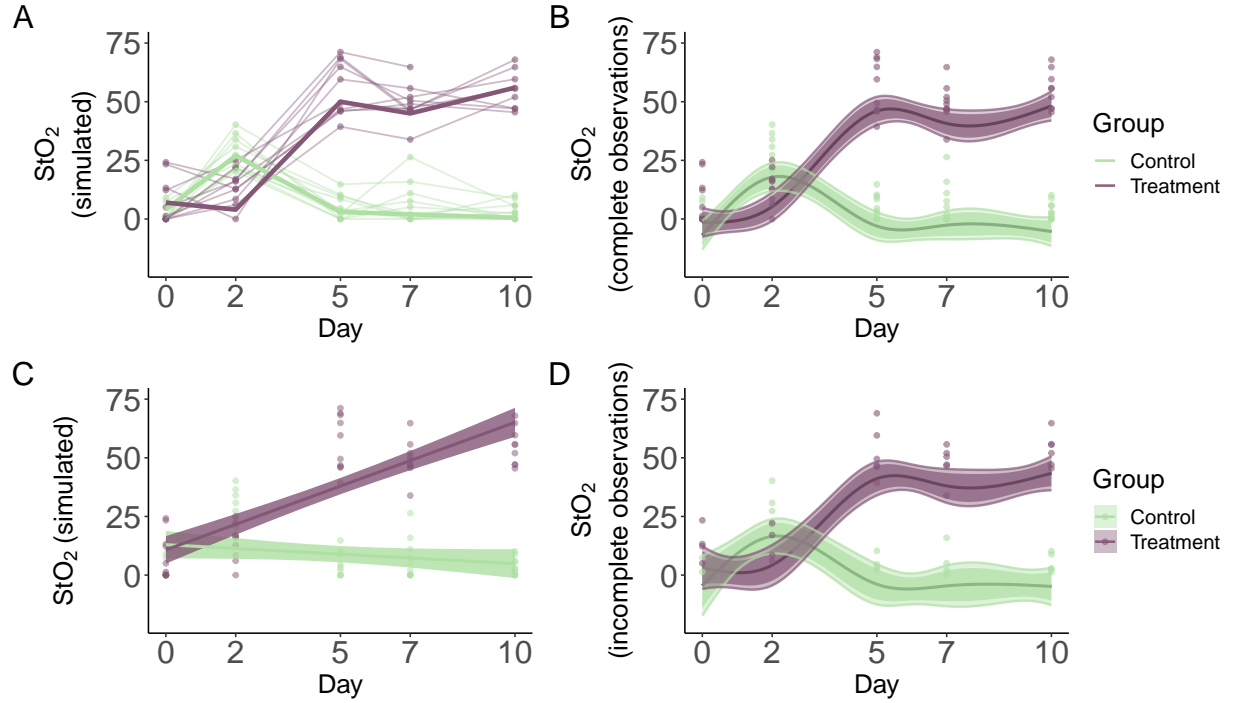 A
StO2
(simulated)
75
50
25
0
0 2 5 7 10
Day
B
StO2
(complete observations)
75
50
25
0
0 2 5 7 10
Day
Group
Control
Treatment
C
StO2 (simulated)
75
50
25
0
0 2 5 7 10
Day
D
StO2
(incomplete observations)
75
50
25
0
0 2 5 7 10
Day
Group
Control
Treatment